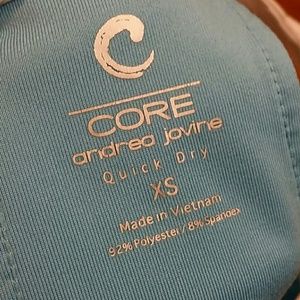 CORE
andrea jovine
Quick Dry
XS
Made in Vietnam
92% Polyester / 8% Spandex